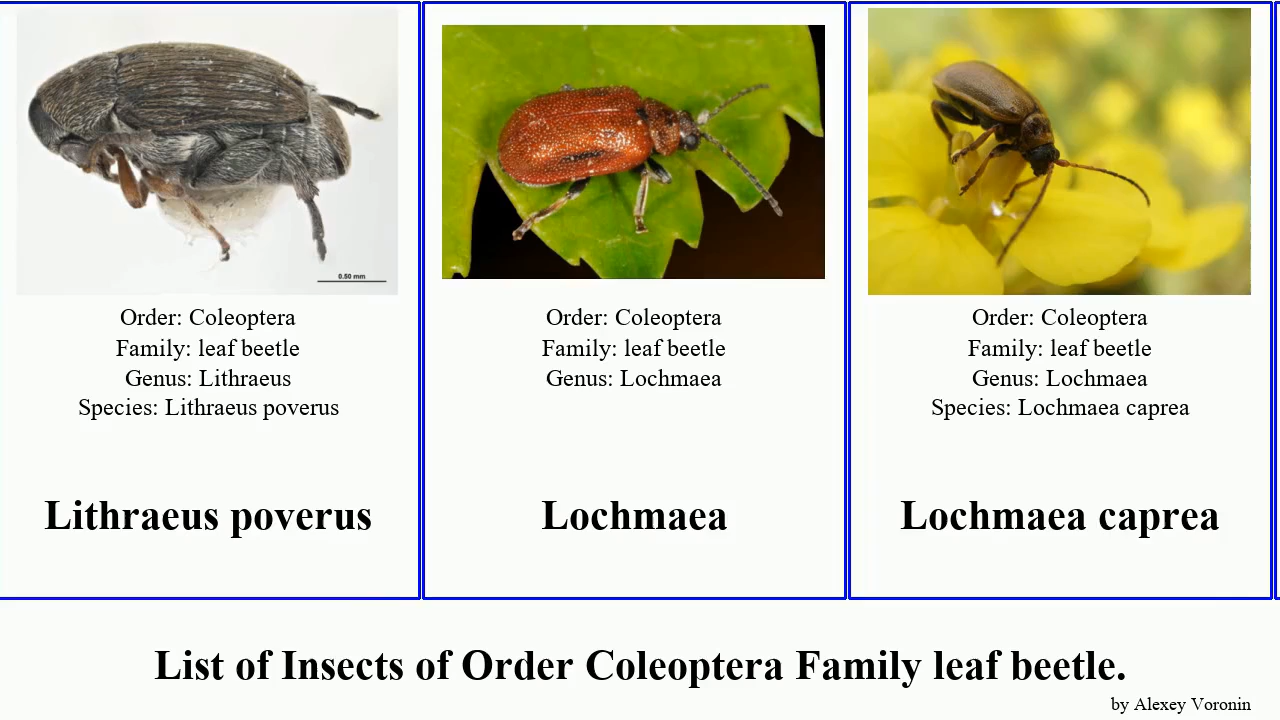 0.50 mm
Order: Coleoptera
Family: leaf beetle
Genus: Lithraeus
Species: Lithraeus poverus
Lithraeus poverus
Order: Coleoptera
Family: leaf beetle
Genus: Lochmaea
Lochmaea
Order: Coleoptera
Family: leaf beetle
Genus: Lochmaea
Species: Lochmaea caprea
Lochmaea caprea
List of Insects of Order Coleoptera Family leaf beetle.
by Alexey Voronin